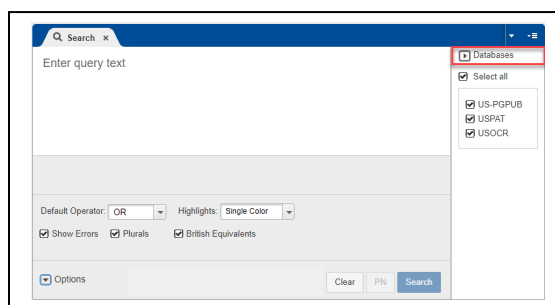 Search ×
Enter query text
Databases
Select all
US-PGPUB
USPAT
USOCR
Default Operator: OR Highlights: Single Color
Show Errors Plurals British Equivalents
Options
Clear PN Search